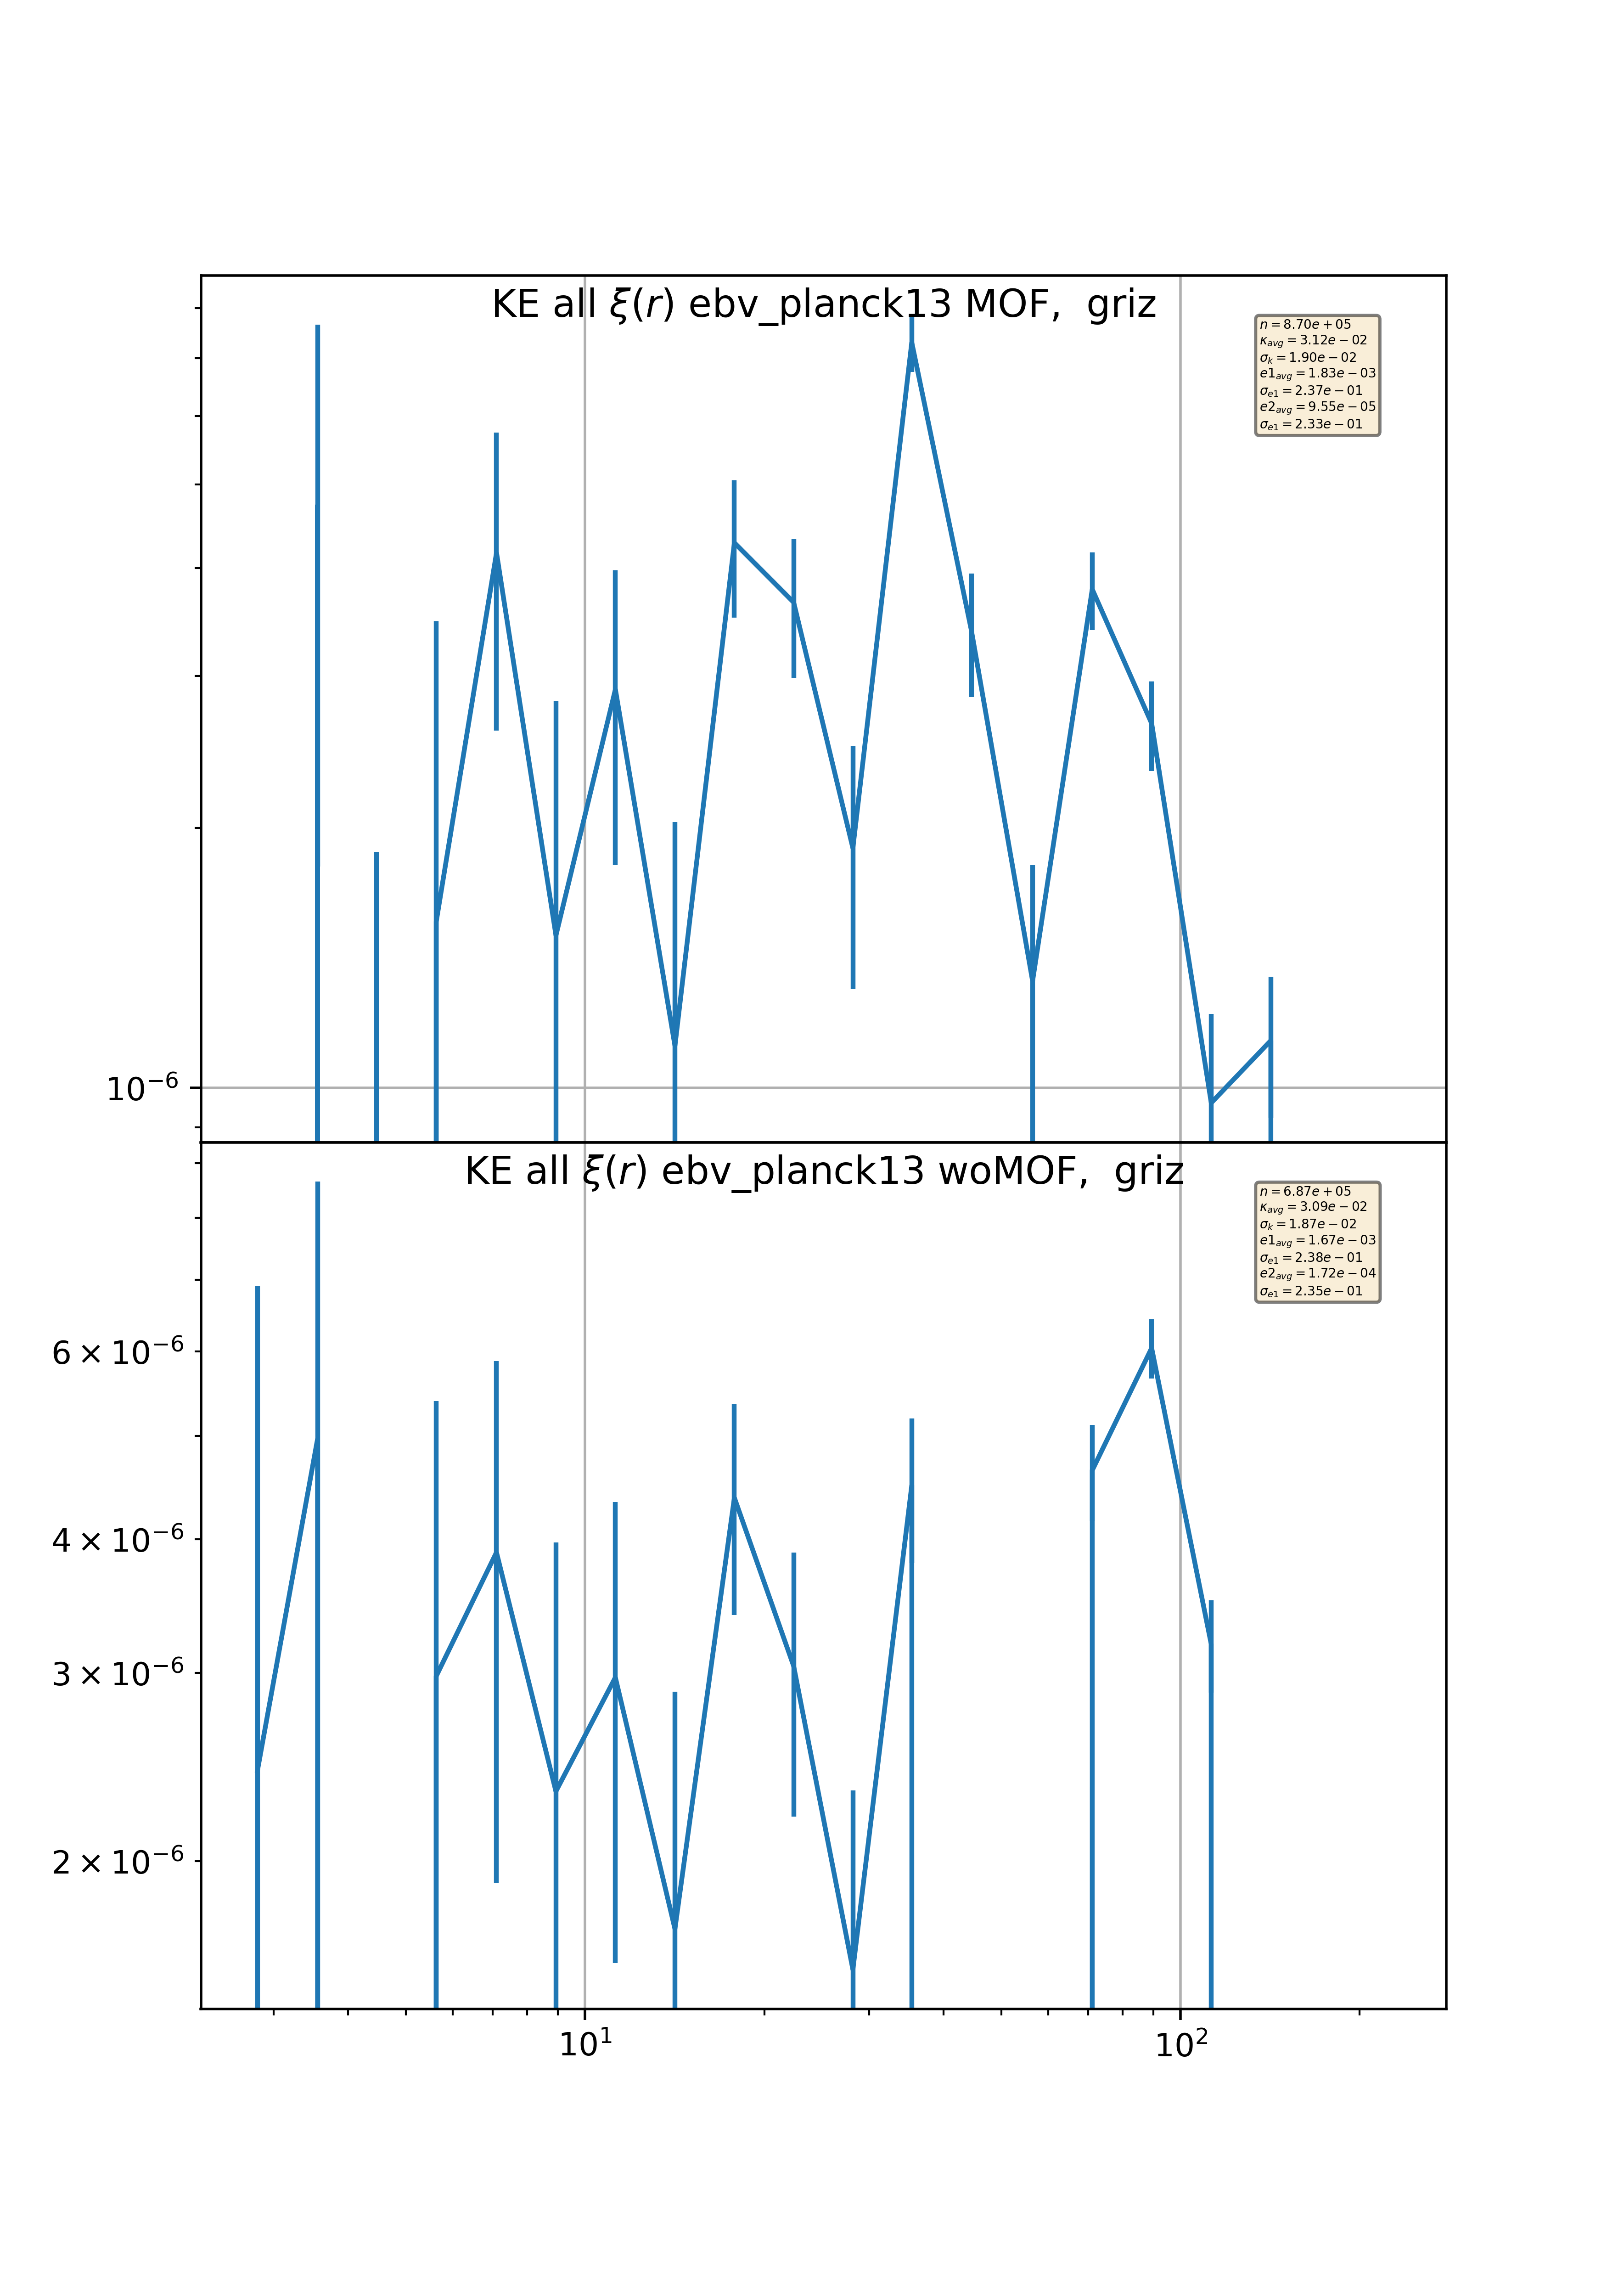 KE all ξ(r) ebv_planck13 MOF,  griz
n = 8.70e + 05
κavg = 3.12e − 02
σk = 1.90e − 02
e1avg = 1.83e − 03
σe1 = 2.37e − 01
e2avg = 9.55e − 05
σe1 = 2.33e − 01
10⁻⁶
KE all ξ(r) ebv_planck13 woMOF,  griz
n = 6.87e + 05
κavg = 3.09e − 02
σk = 1.87e − 02
e1avg = 1.67e − 03
σe1 = 2.38e − 01
e2avg = 1.72e − 04
σe1 = 2.35e − 01
6 × 10⁻⁶
4 × 10⁻⁶
3 × 10⁻⁶
2 × 10⁻⁶
10¹ 10²